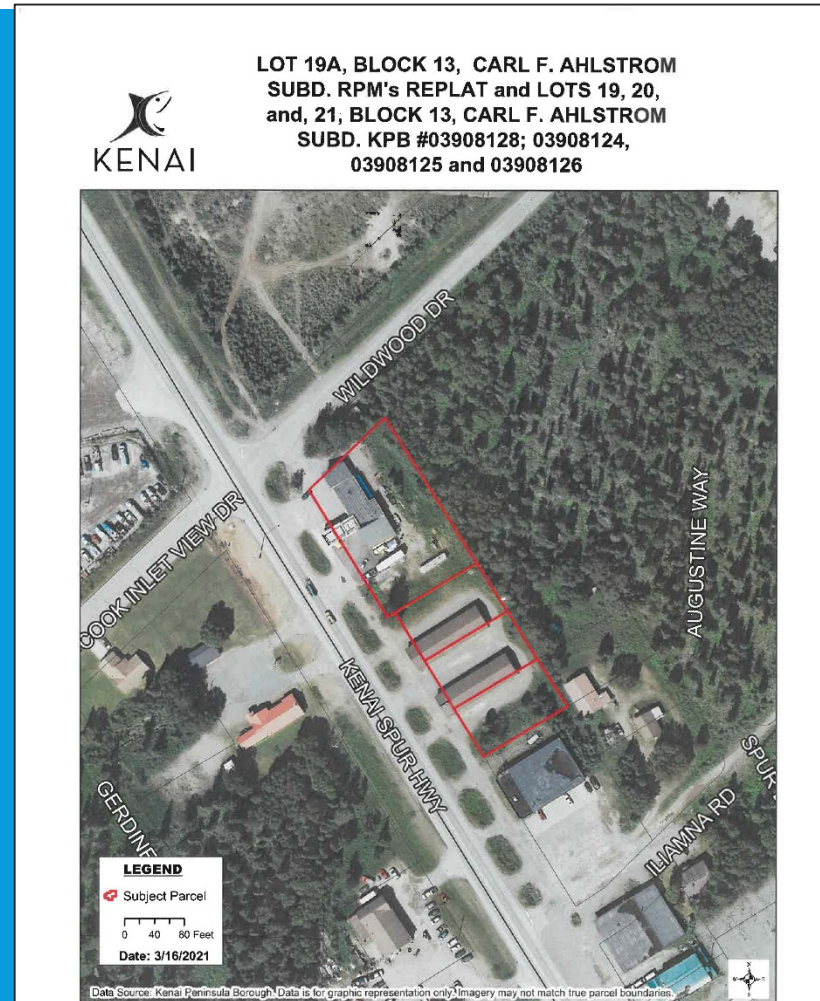 LOT 19A, BLOCK 13, CARL F. AHLSTROM
SUBD. RPM's REPLAT and LOTS 19, 20,
and, 21, BLOCK 13, CARL F. AHLSTROM
SUBD. KPB #03908128; 03908124,
03908125 and 03908126
KENAI
WILDWOOD DR
COOK INLET VIEW DR
AUGUSTINE WAY
KENAI SPUR HWY
GERDINE
SPUR
ILIAMNA RD
LEGEND
Subject Parcel
0 40 80 Feet
Date: 3/16/2021
Data Source: Kenai Peninsula Borough. Data is for graphic representation only. Imagery may not match true parcel boundaries.